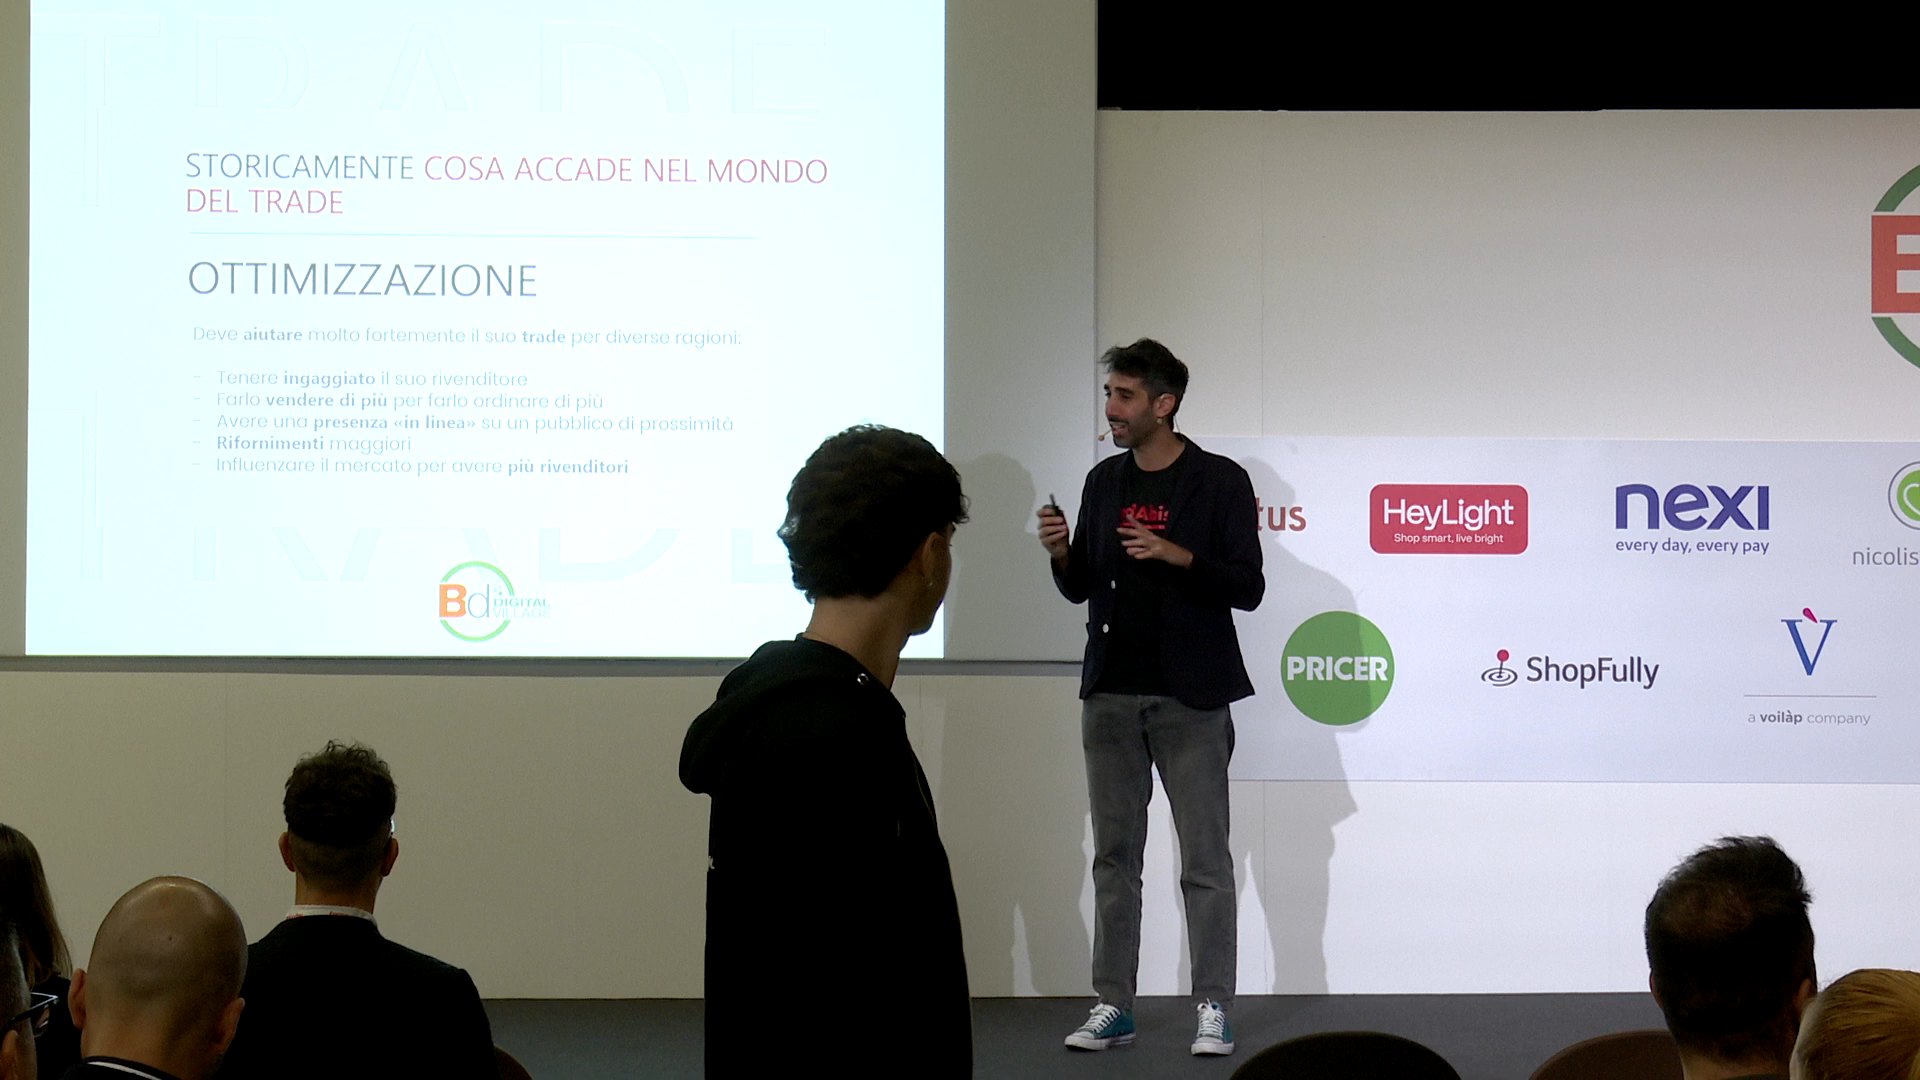 TRADE
STORICAMENTE COSA ACCADE NEL MONDO
DEL TRADE
OTTIMIZZAZIONE
Deve aiutare molto fortemente il suo trade per diverse ragioni:
- Tenere ingaggiato il suo rivenditore
- Farlo vendere di più per farlo ordinare di più
- Avere una presenza «in linea» su un pubblico di prossimità
- Rifornimenti maggiori
- Influenzare il mercato per avere più rivenditori
TRADE
Bd DIGITAL
VILLAGE
tus
HeyLight
Shop smart, live bright
nexi
every day, every pay
nicolis
PRICER
ShopFully
V
a voilàp company